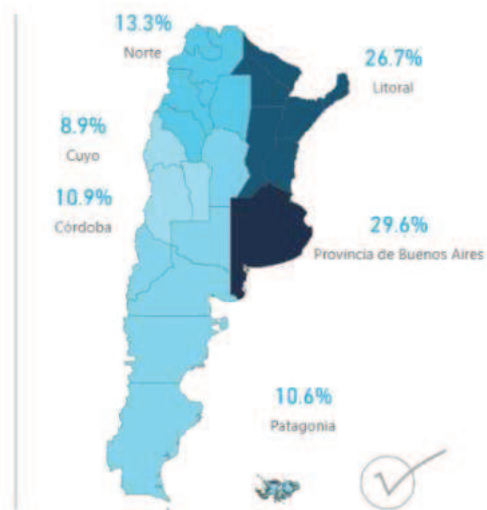 13.3%
Norte
26.7%
Litoral
8.9%
Cuyo
10.9%
Córdoba
29.6%
Provincia de Buenos Aires
10.6%
Patagonia